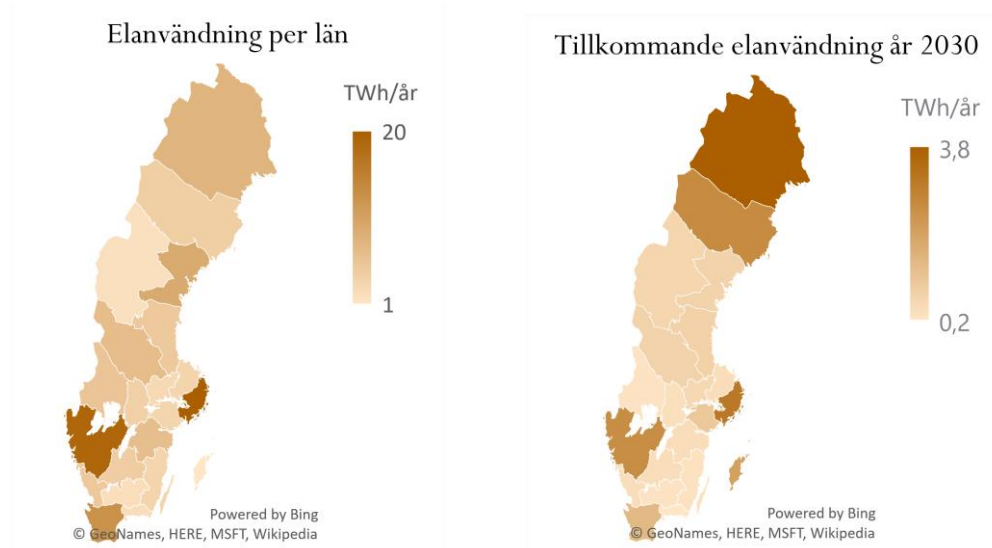 Elanvändning per län
TWh/år
20
1
Powered by Bing
© GeoNames, HERE, MSFT, Wikipedia
Tillkommande elanvändning år 2030
TWh/år
3,8
0,2
Powered by Bing
© GeoNames, HERE, MSFT, Wikipedia